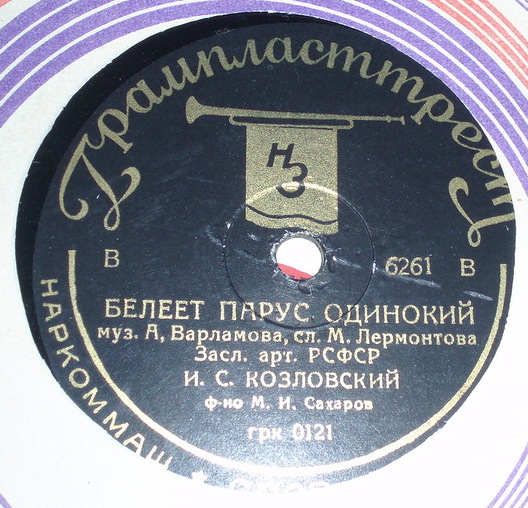 Грампласттрест
НЗ
В 6261 В
БЕЛЕЕТ ПАРУС ОДИНОКИЙ
муз. А, Варламова, сл. М. Лермонтова
Засл. арт. РСФСР
И. С. КОЗЛОВСКИЙ
ф-но М. И. Сахаров
грк 0121
НАРКОММАШ ★